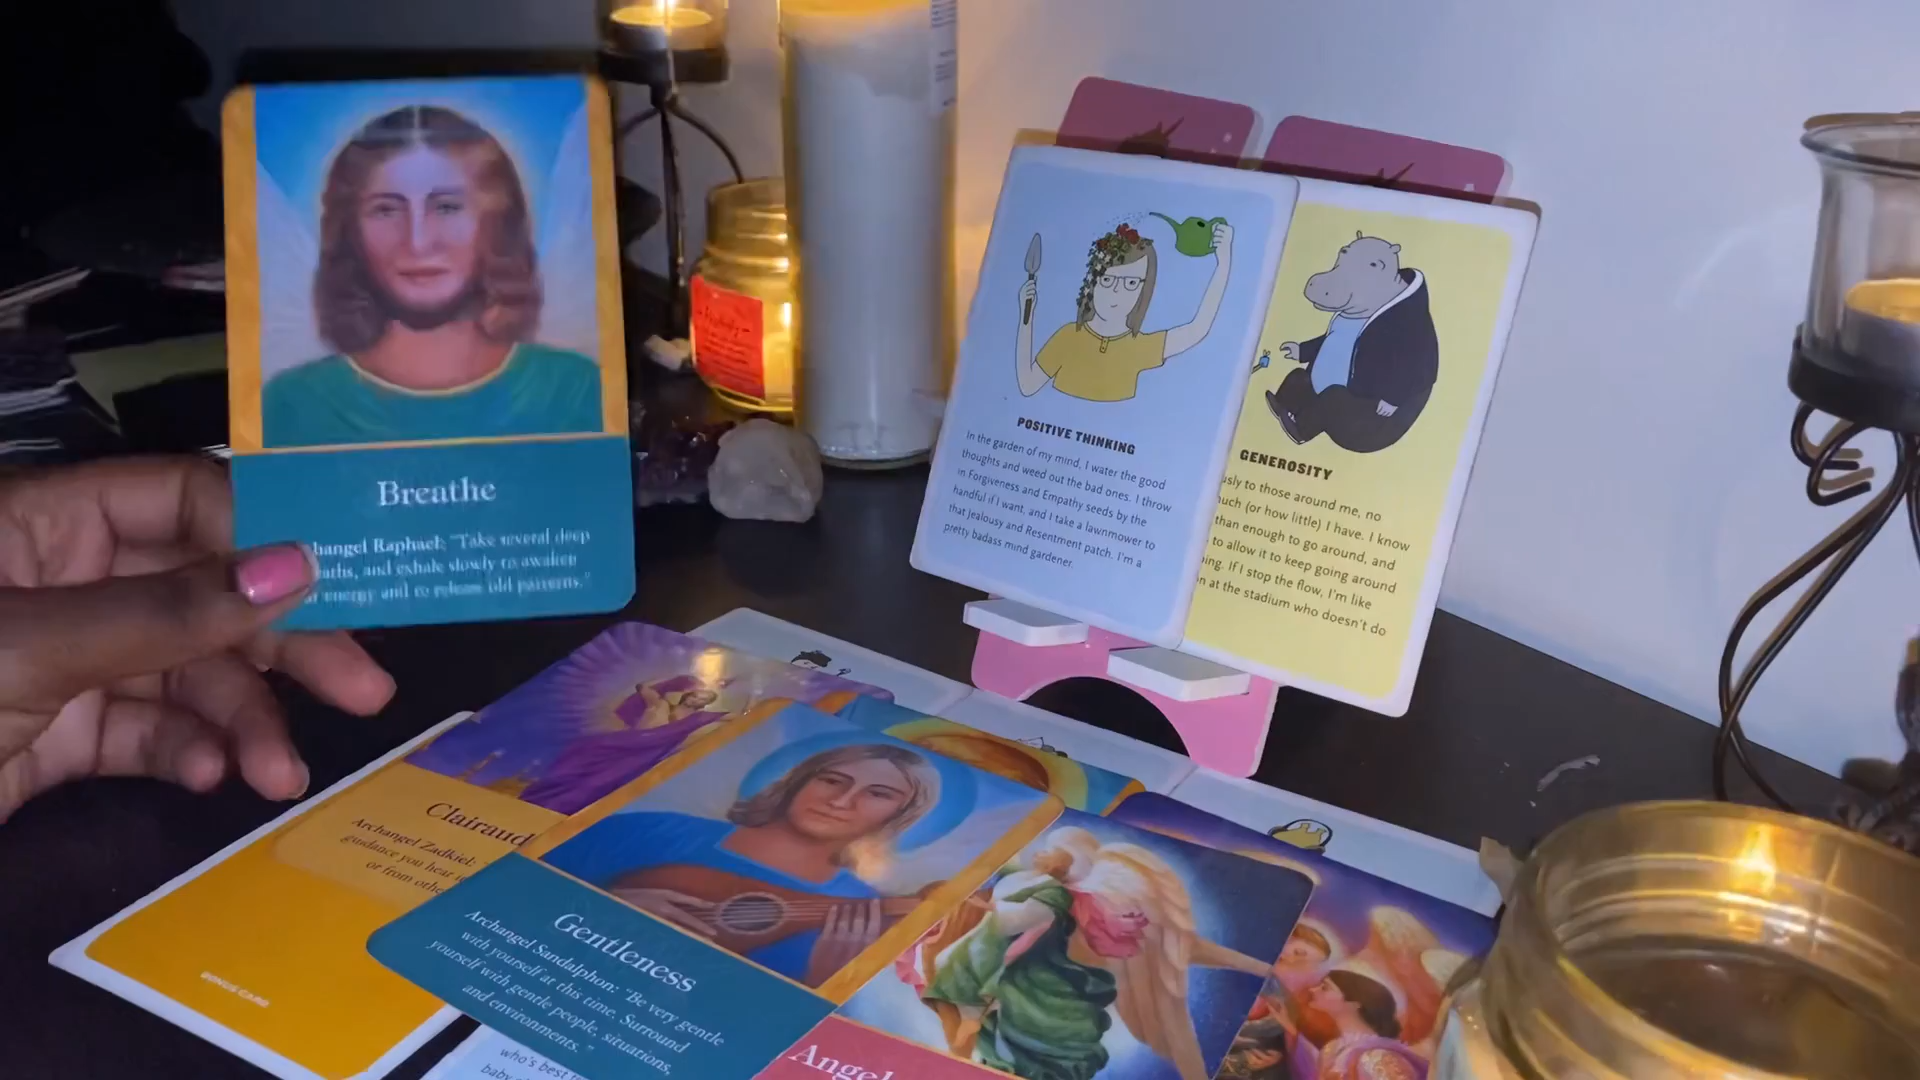 Breathe
changel Raphael: "Take several deep
aths, and exhale slowly to awaken
r energy and to release old patterns."
POSITIVE THINKING
In the garden of my mind, I water the good
thoughts and weed out the bad ones. I throw
in Forgiveness and Empathy seeds by the
handful if I want, and I take a lawnmower to
that Jealousy and Resentment patch. I'm a
pretty badass mind gardener.
GENEROSITY
usly to those around me, no
uch (or how little) I have. I know
than enough to go around, and
to allow it to keep going around
ing. If I stop the flow, I'm like
n at the stadium who doesn't do
Clairaud
Archangel Zadkiel:
guidance you hear
or from othe
BONUS CARD
Gentleness
Archangel Sandalphon: "Be very gentle
with yourself at this time. Surround
yourself with gentle people, situations,
and environments."
who's best
baby
Angel